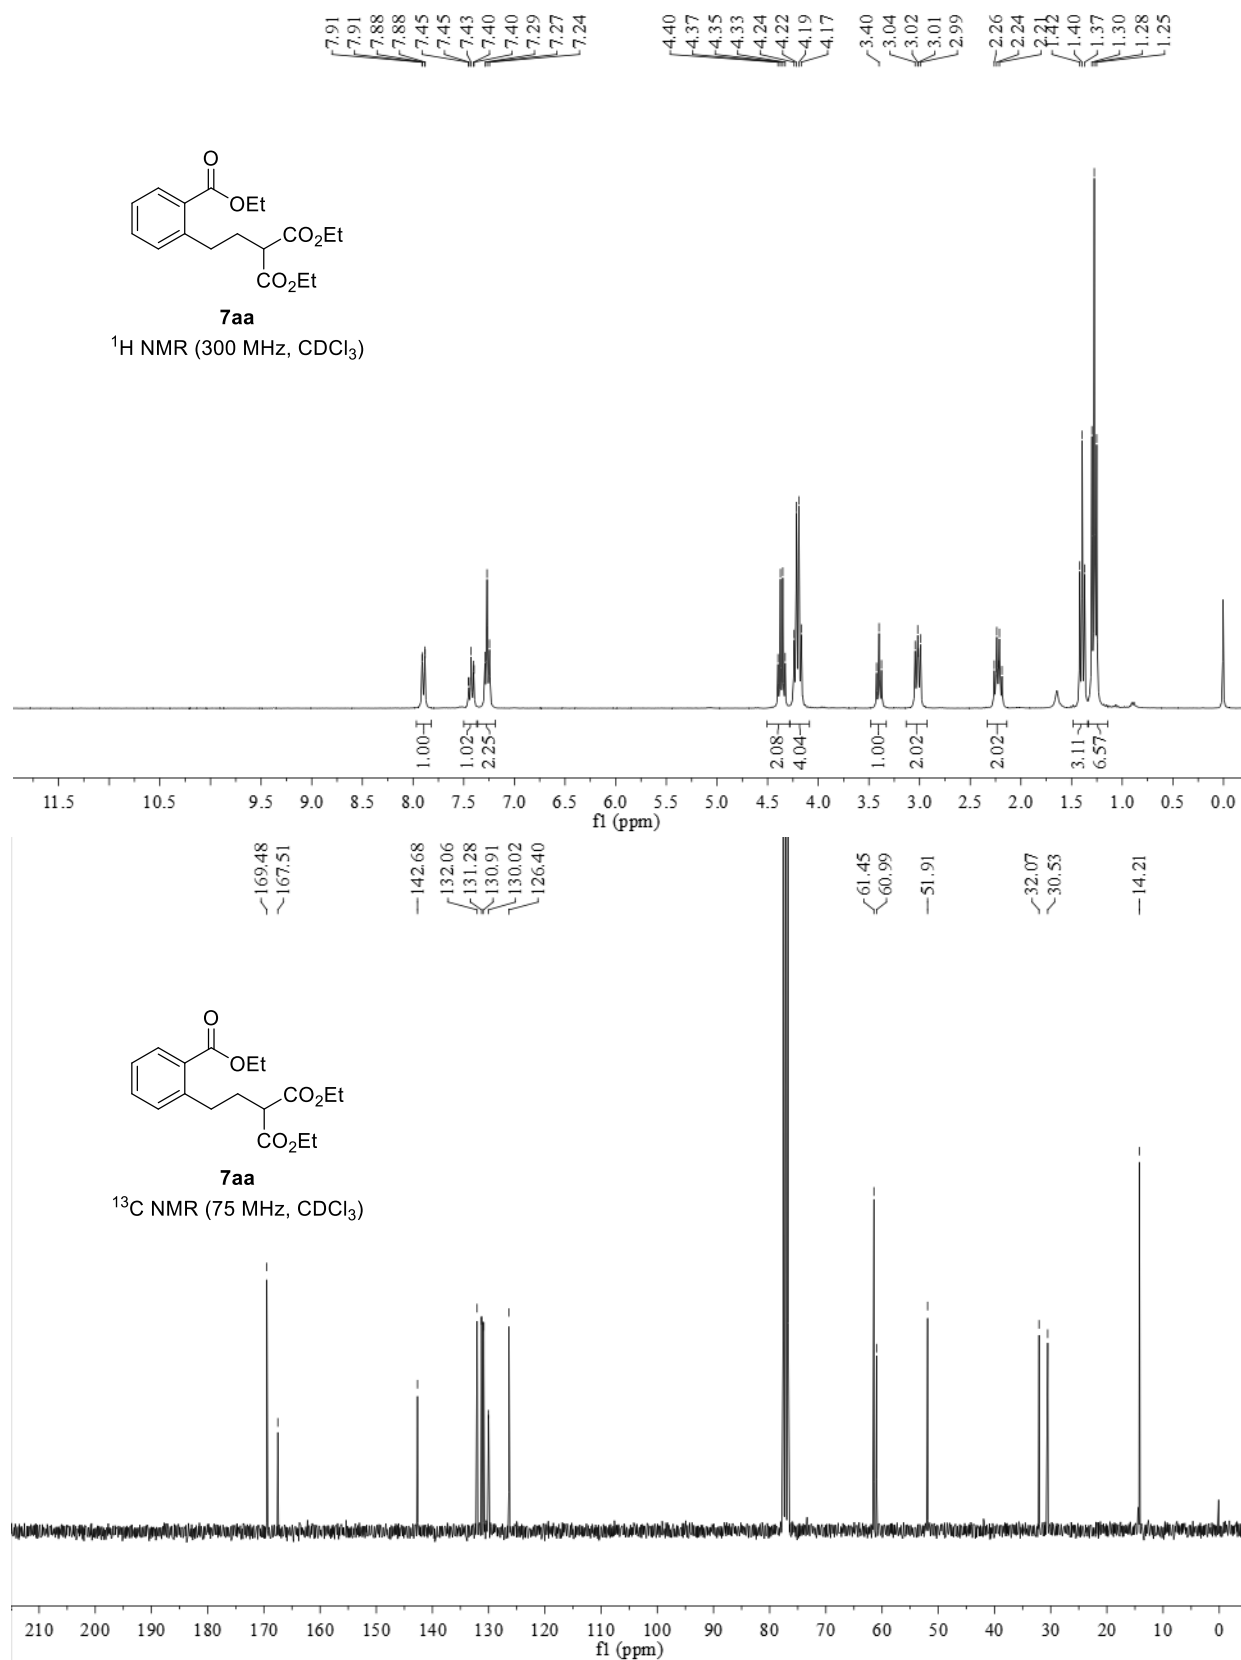 7.91 7.91 7.88 7.88 7.45 7.45 7.43 7.40 7.40 7.29 7.27 7.24 4.40 4.37 4.35 4.33 4.24 4.22 4.19 4.17 3.40 3.04 3.02 3.01 2.99 2.26 2.24 2.21 1.42 1.40 1.37 1.30 1.28 1.25
O
OEt
CO2Et
CO2Et
7aa
1H NMR (300 MHz, CDCl3)
1.00 1.02 2.25 2.08 4.04 1.00 2.02 2.02 3.11 6.57
11.5 10.5 9.5 9.0 8.5 8.0 7.5 7.0 6.5 6.0 5.5 5.0 4.5 4.0 3.5 3.0 2.5 2.0 1.5 1.0 0.5 0.0
f1 (ppm)
169.48 167.51 142.68 132.06 131.28 130.91 130.02 126.40 61.45 60.99 51.91 32.07 30.53 14.21
O
OEt
CO2Et
CO2Et
7aa
13C NMR (75 MHz, CDCl3)
210 200 190 180 170 160 150 140 130 120 110 100 90 80 70 60 50 40 30 20 10 0
f1 (ppm)